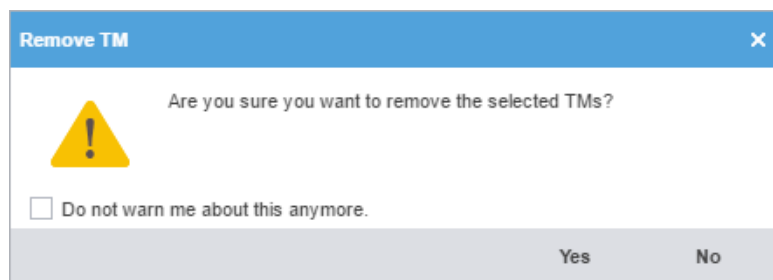 Remove TM
Are you sure you want to remove the selected TMs?
Do not warn me about this anymore.
Yes No